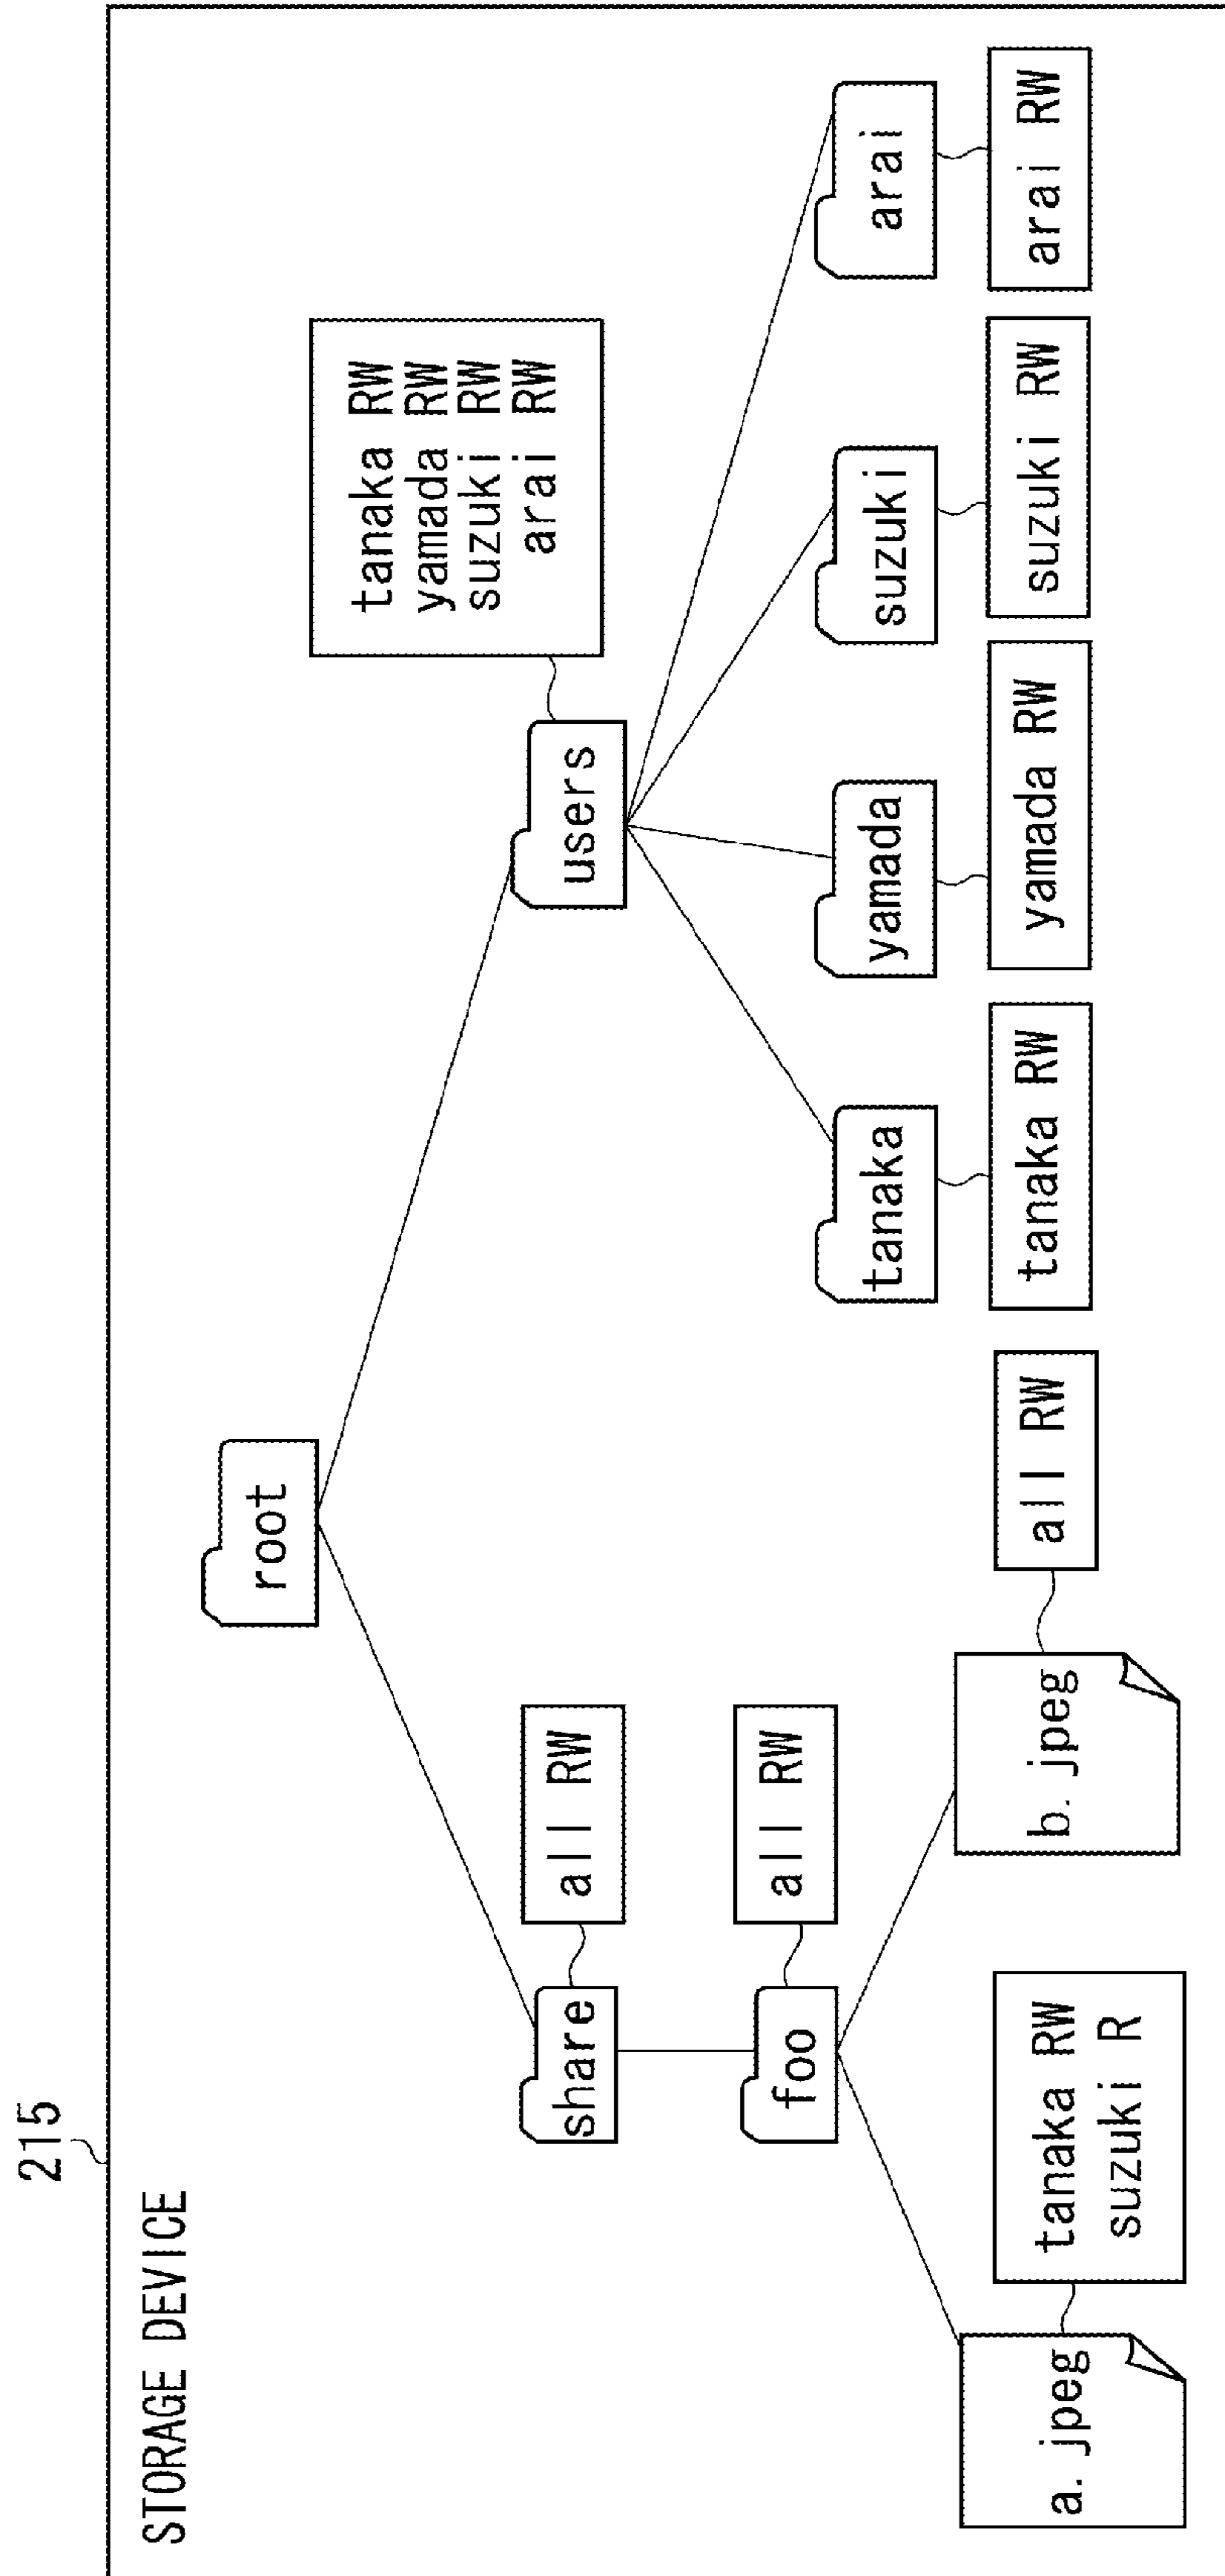 215
STORAGE DEVICE
root
share
all RW
users
tanaka RW
yamada RW
suzuki RW
arai RW
foo
all RW
tanaka
yamada
suzuki
arai
a. jpeg
tanaka RW
suzuki R
b. jpeg
all RW
tanaka RW
yamada RW
suzuki RW
arai RW